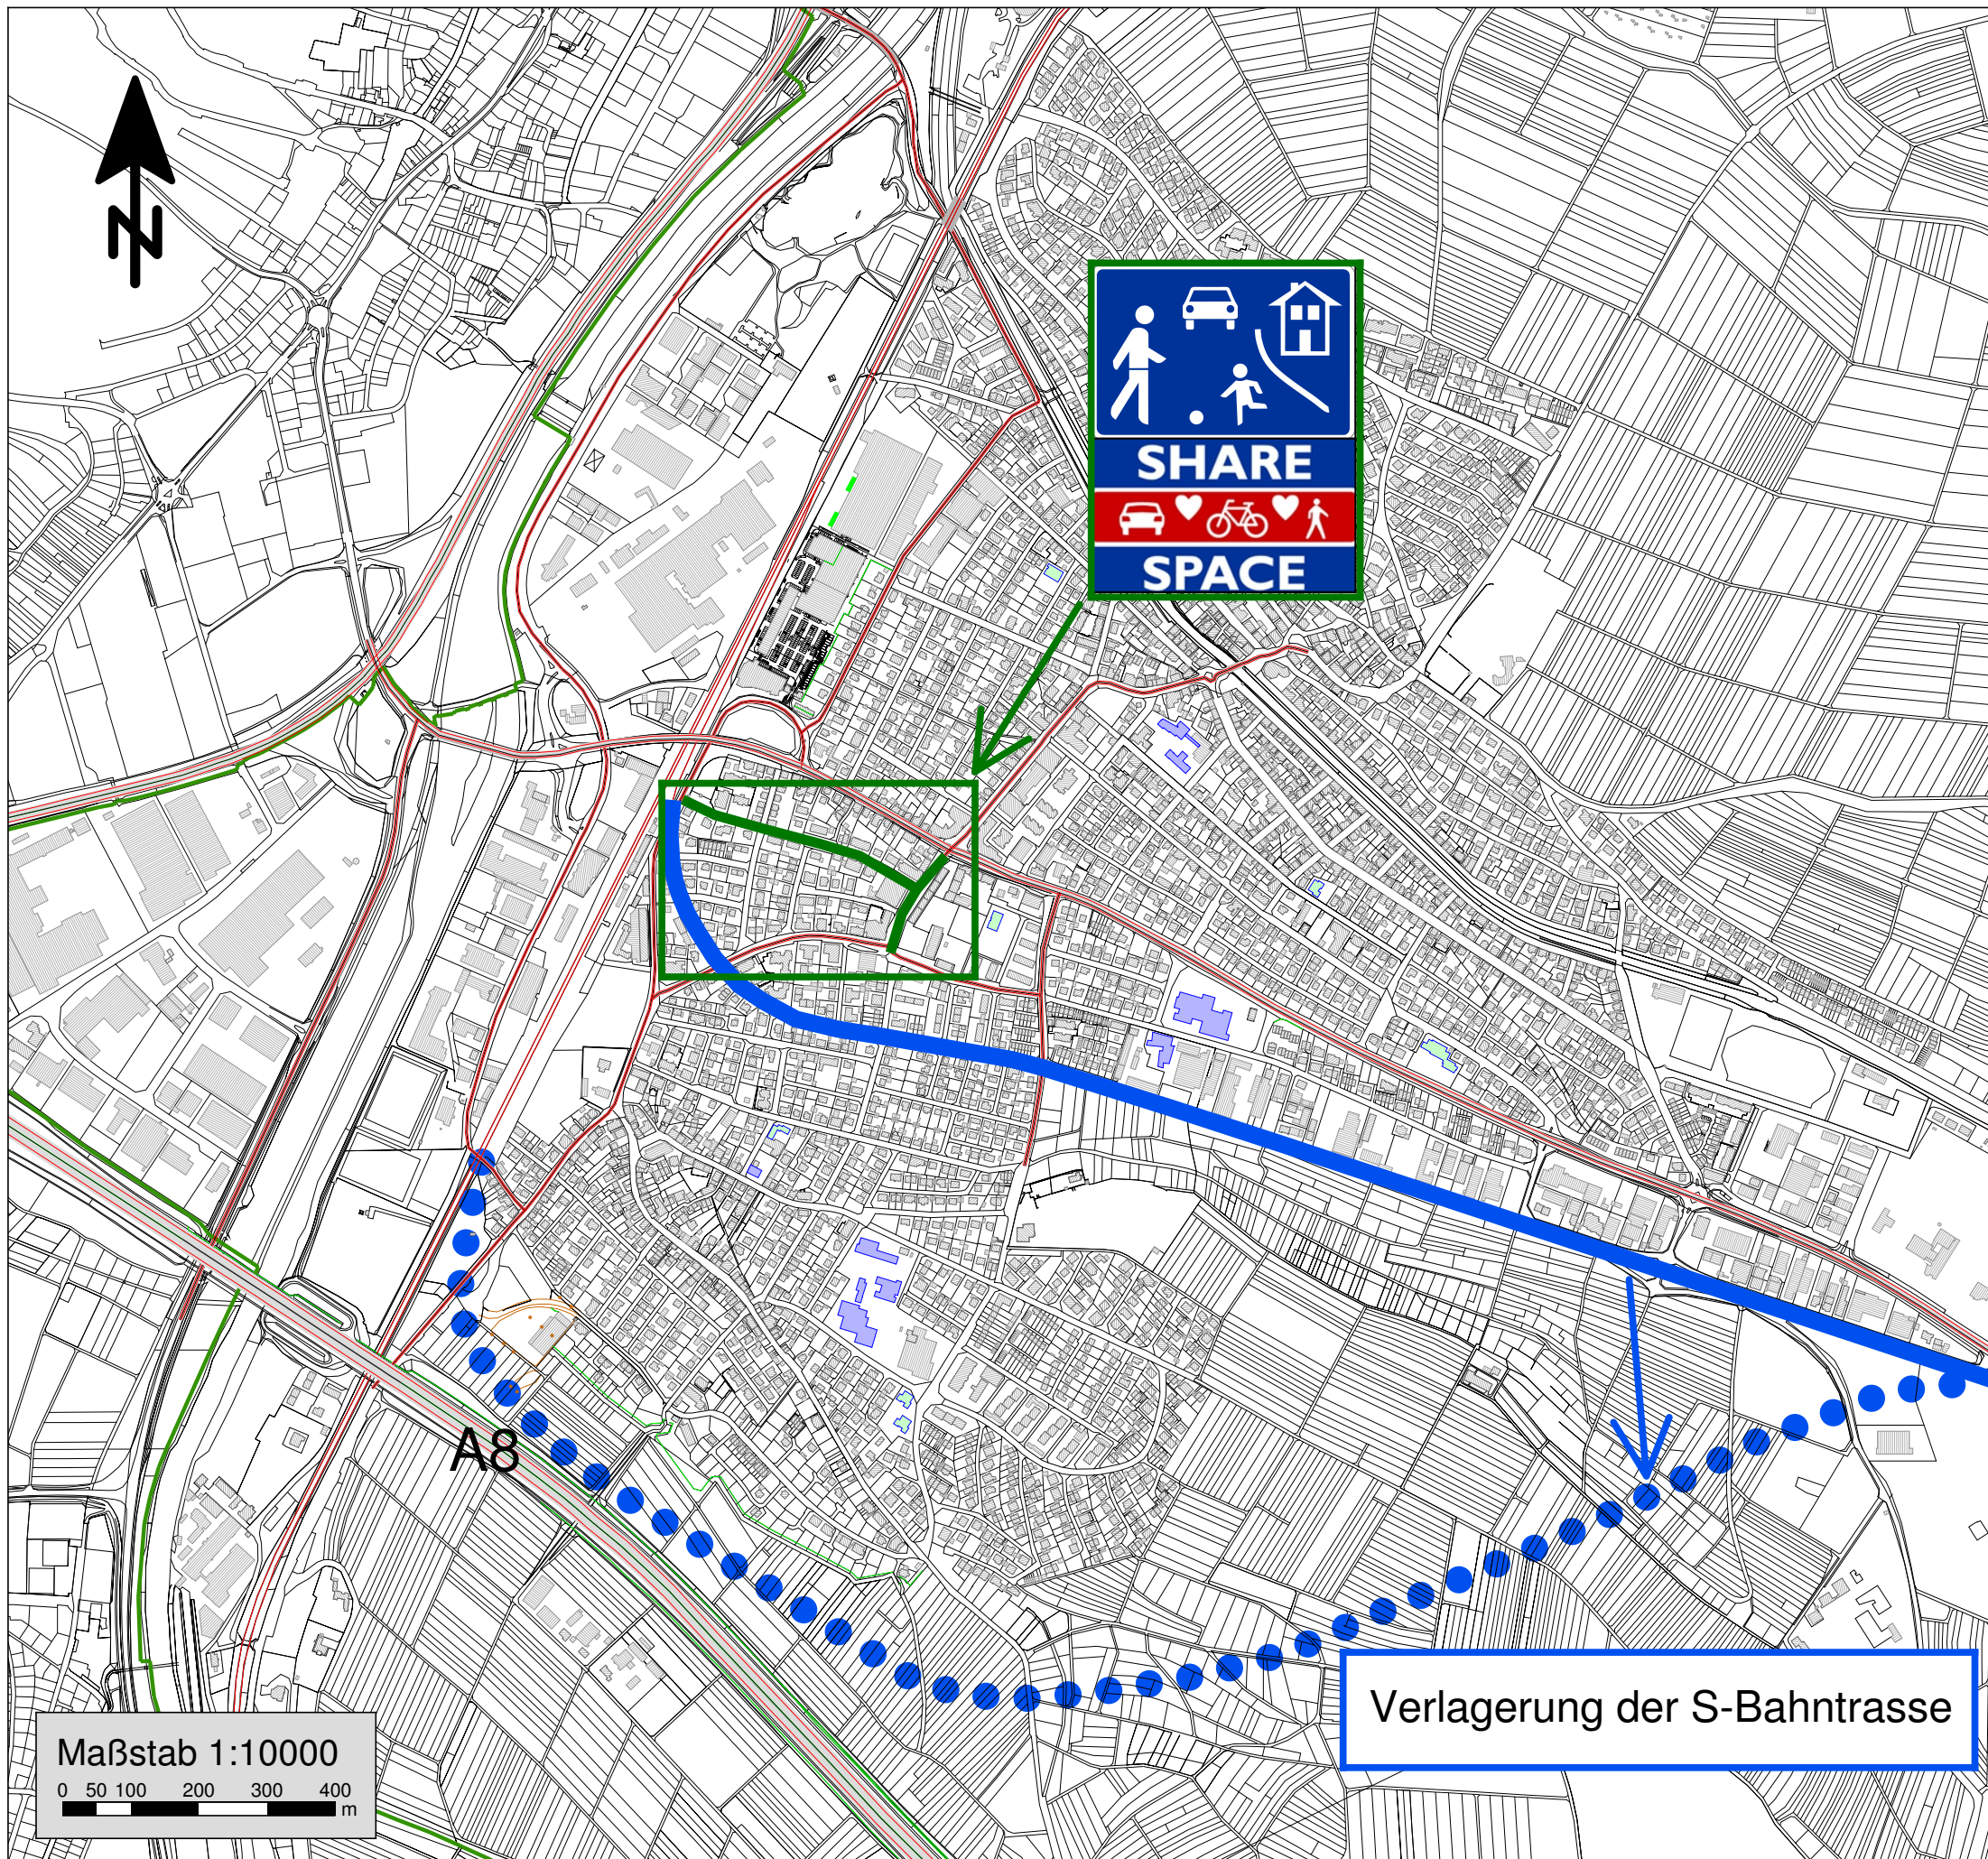 N
SHARE
SPACE
A8
Verlagerung der S-Bahntrasse
Maßstab 1:10000
0 50 100 200 300 400
m